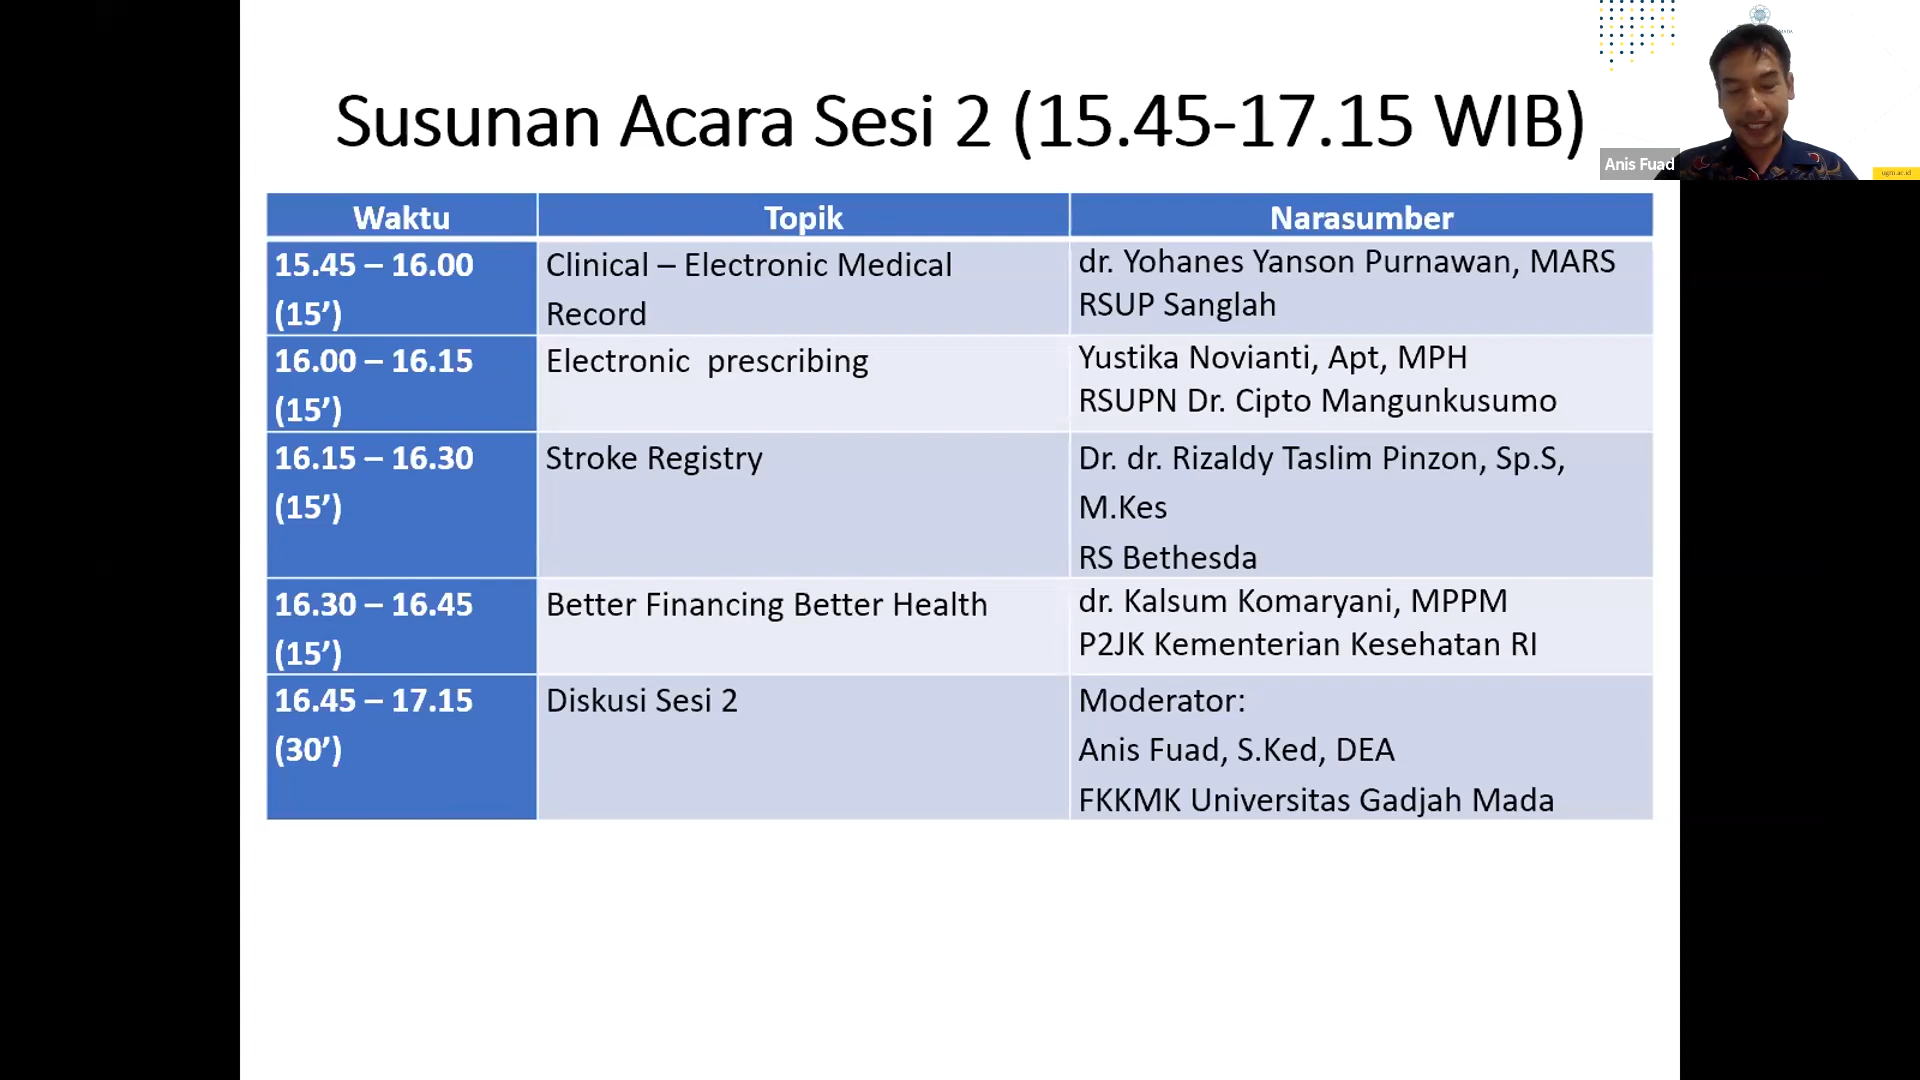 Susunan Acara Sesi 2 (15.45-17.15 WIB)
Anis Fuad
ugm.ac.id
Waktu
Topik
Narasumber
15.45 – 16.00
(15’)
Clinical – Electronic Medical
Record
dr. Yohanes Yanson Purnawan, MARS
RSUP Sanglah
16.00 – 16.15
(15’)
Electronic  prescribing
Yustika Novianti, Apt, MPH
RSUPN Dr. Cipto Mangunkusumo
16.15 – 16.30
(15’)
Stroke Registry
Dr. dr. Rizaldy Taslim Pinzon, Sp.S,
M.Kes
RS Bethesda
16.30 – 16.45
(15’)
Better Financing Better Health
dr. Kalsum Komaryani, MPPM
P2JK Kementerian Kesehatan RI
16.45 – 17.15
(30’)
Diskusi Sesi 2
Moderator:
Anis Fuad, S.Ked, DEA
FKKMK Universitas Gadjah Mada